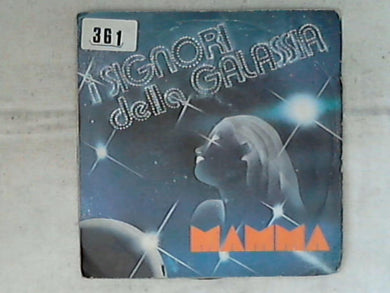 361
I SIGNORI
della GALASSIA
MAMMA